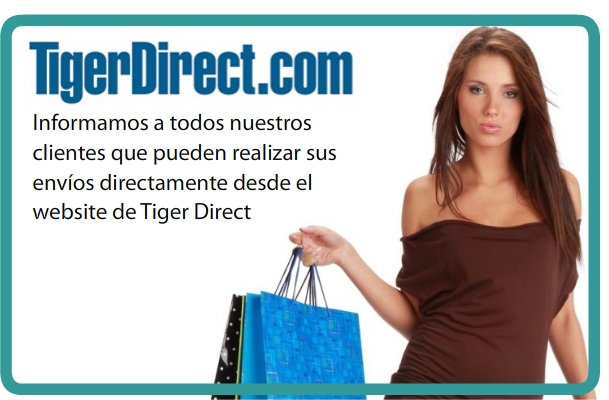 TigerDirect.com
Informamos a todos nuestros
clientes que pueden realizar sus
envíos directamente desde el
website de Tiger Direct